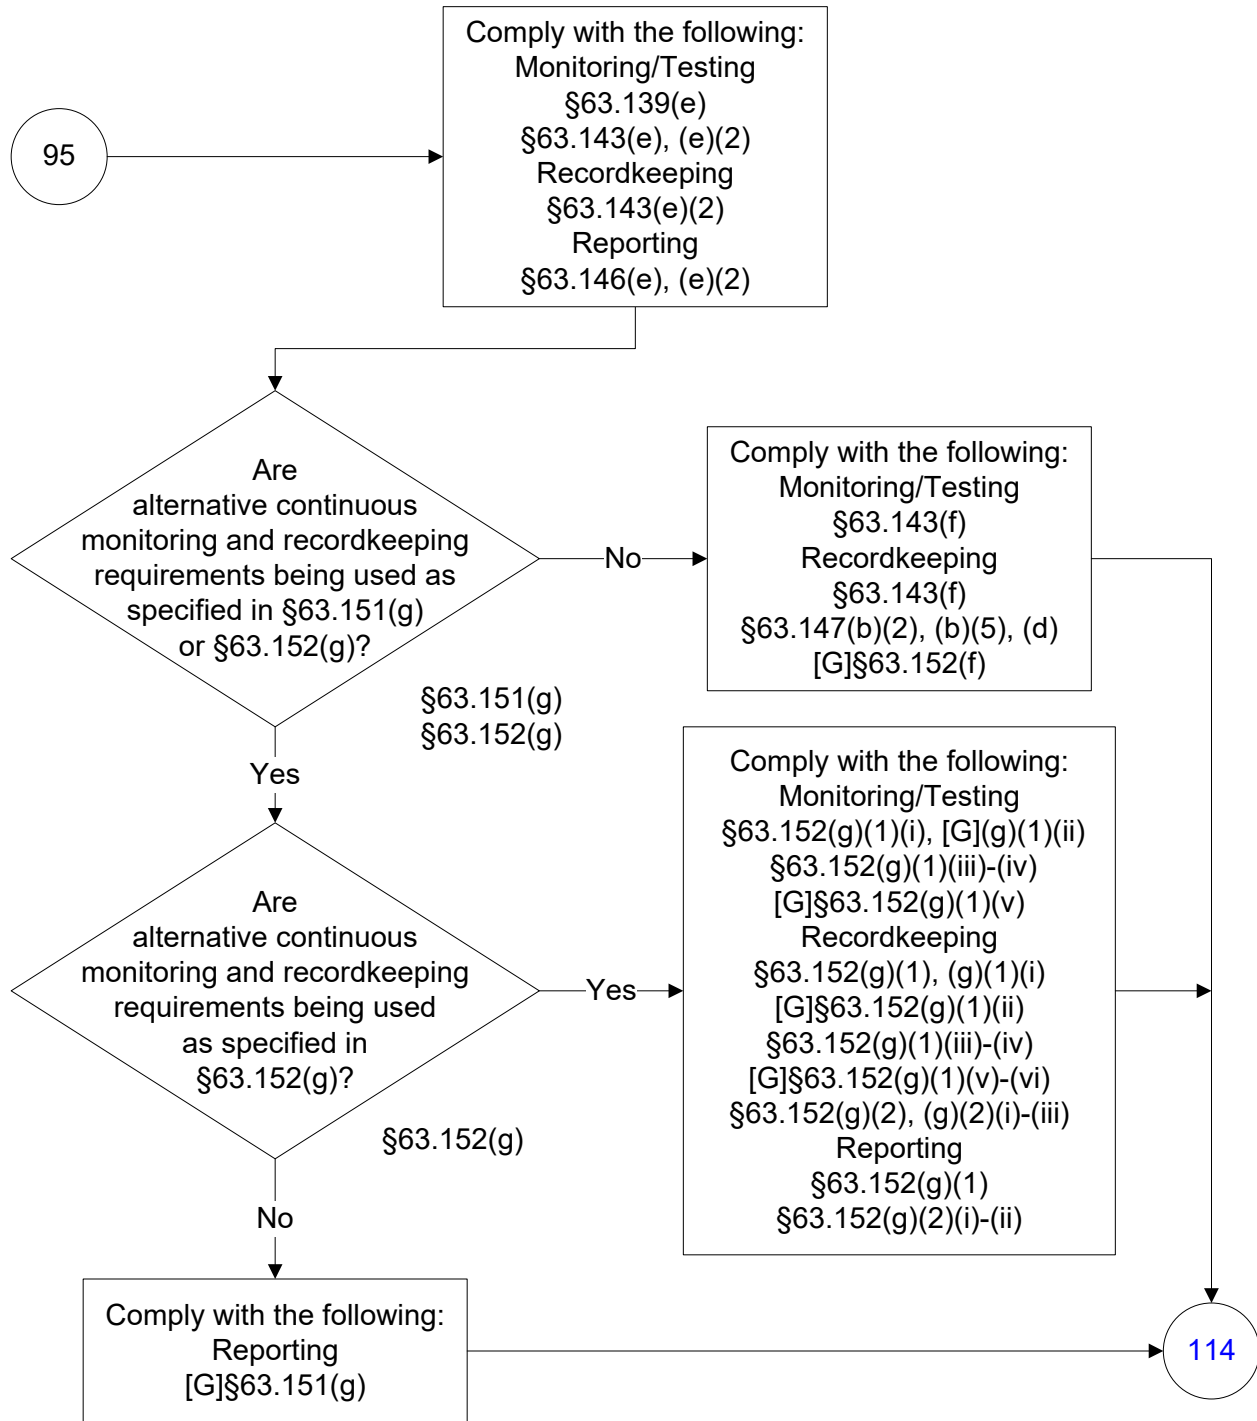 95
Comply with the following:
Monitoring/Testing
§63.139(e)
§63.143(e), (e)(2)
Recordkeeping
§63.143(e)(2)
Reporting
§63.146(e), (e)(2)
Are
alternative continuous
monitoring and recordkeeping
requirements being used as
specified in §63.151(g)
or §63.152(g)?
§63.151(g)
§63.152(g)
No
Comply with the following:
Monitoring/Testing
§63.143(f)
Recordkeeping
§63.143(f)
§63.147(b)(2), (b)(5), (d)
[G]§63.152(f)
Yes
Are
alternative continuous
monitoring and recordkeeping
requirements being used
as specified in
§63.152(g)?
§63.152(g)
Yes
Comply with the following:
Monitoring/Testing
§63.152(g)(1)(i), [G](g)(1)(ii)
§63.152(g)(1)(iii)-(iv)
[G]§63.152(g)(1)(v)
Recordkeeping
§63.152(g)(1), (g)(1)(i)
[G]§63.152(g)(1)(ii)
§63.152(g)(1)(iii)-(iv)
[G]§63.152(g)(1)(v)-(vi)
§63.152(g)(2), (g)(2)(i)-(iii)
Reporting
§63.152(g)(1)
§63.152(g)(2)(i)-(ii)
No
Comply with the following:
Reporting
[G]§63.151(g)
114